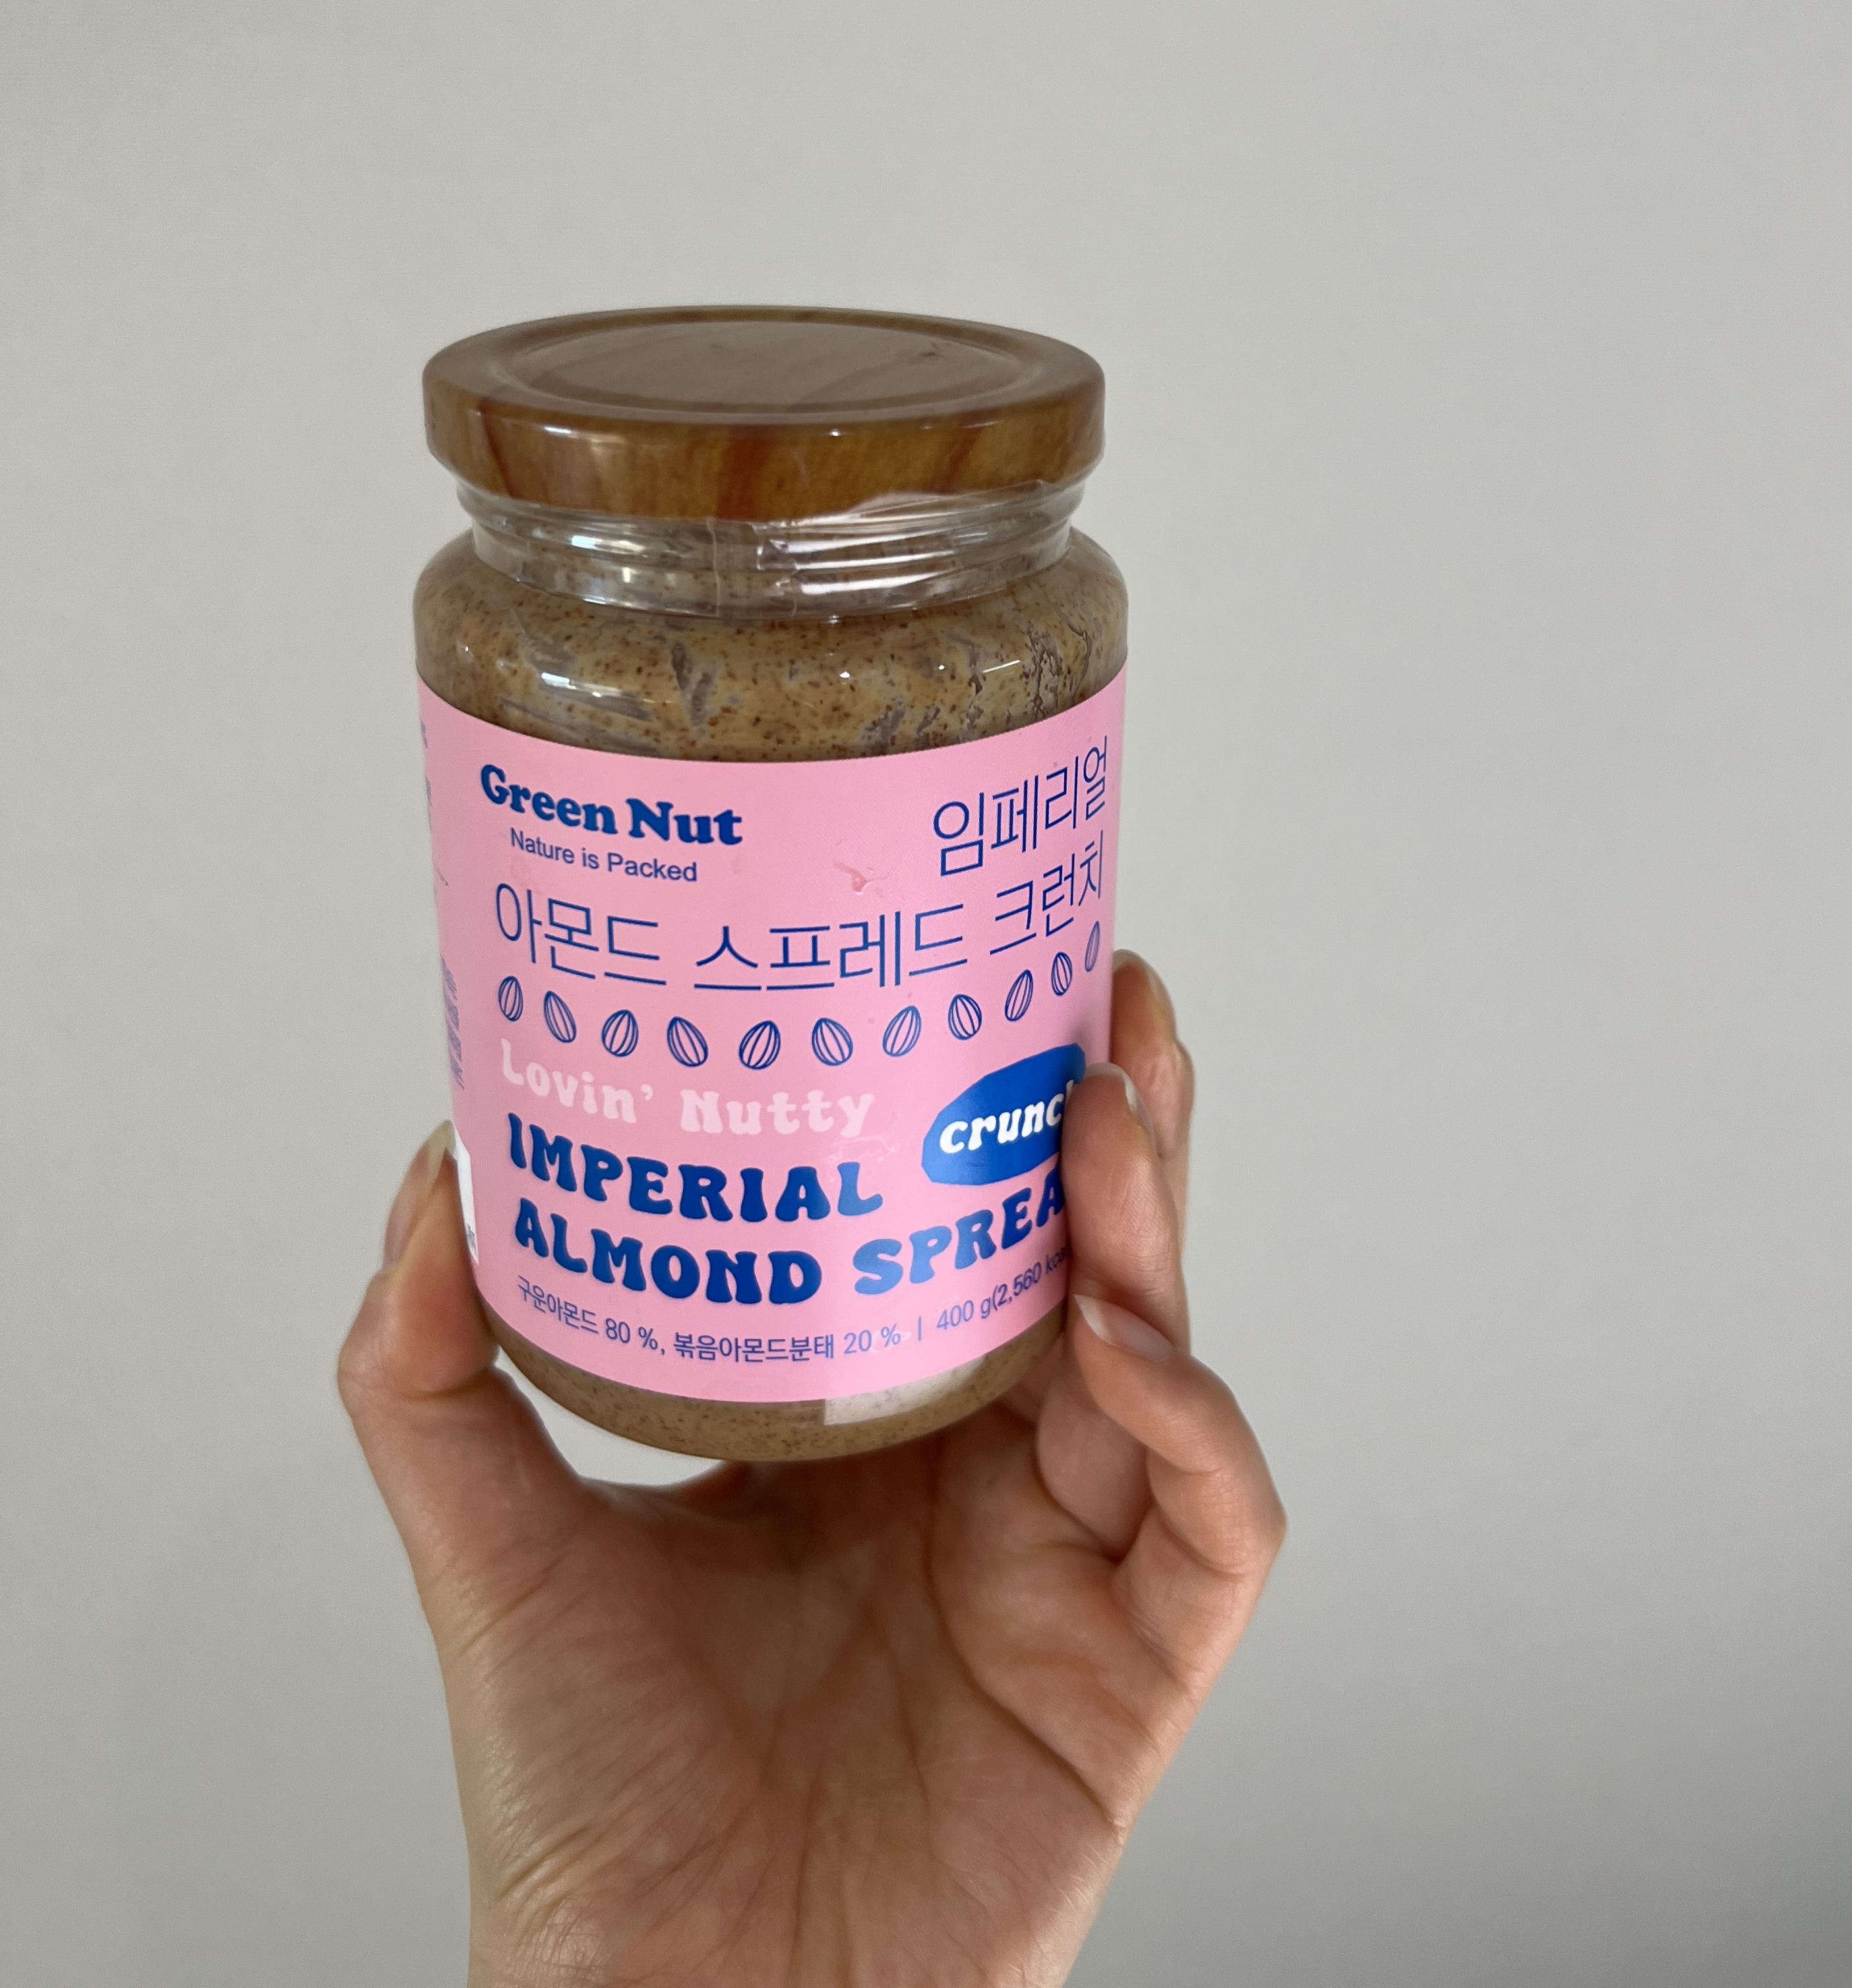 Green Nut
Nature is Packed
임페리얼
아몬드 스프레드 크런치
Lovin' Nutty
IMPERIAL
ALMOND
구운아몬드 80 %, 볶음아몬드분태 20 % | 400 g(2,560